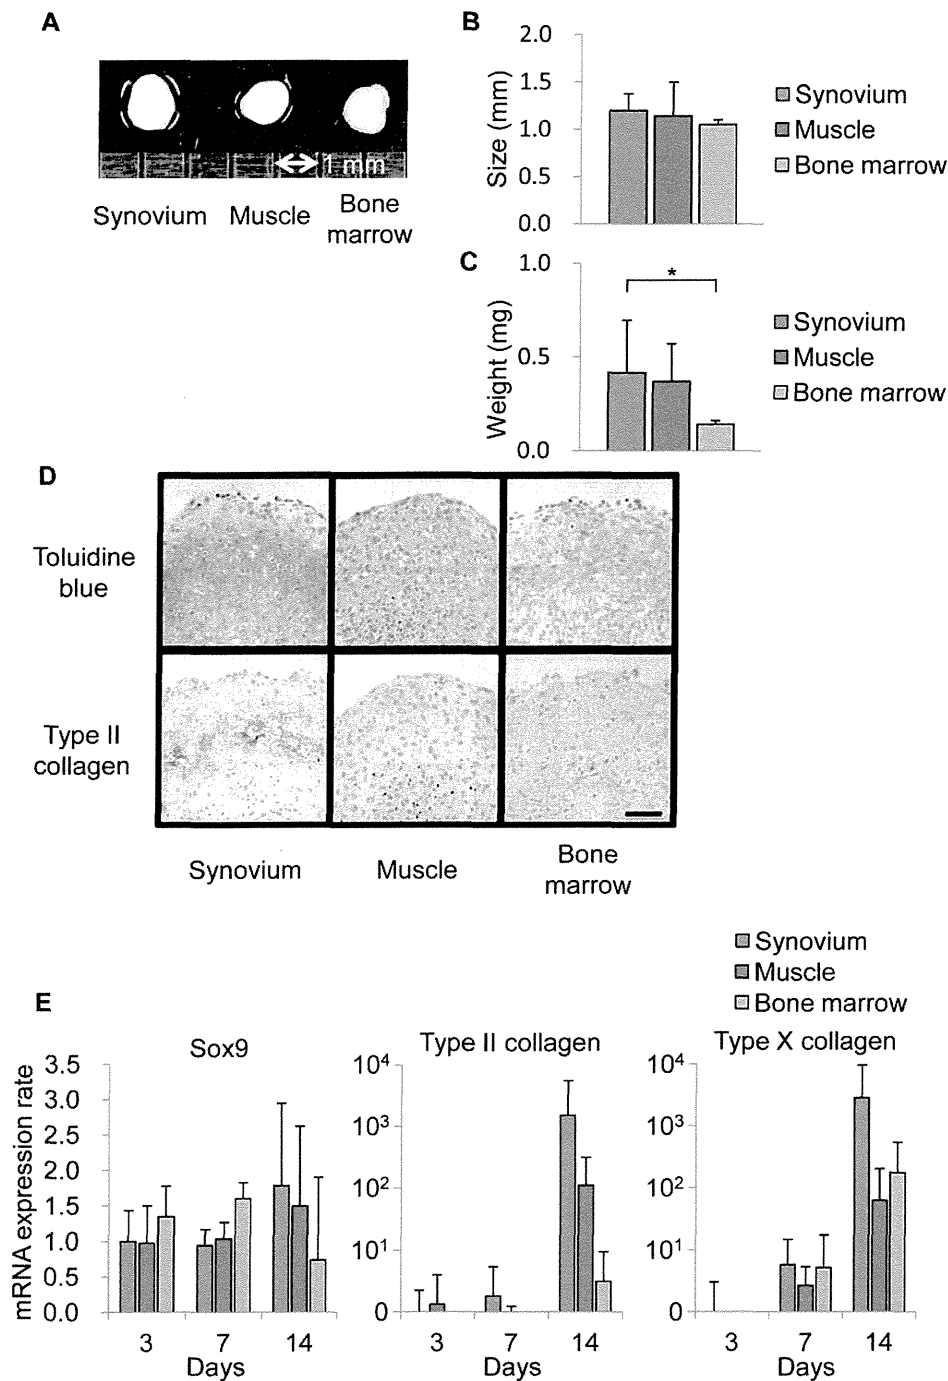 A
1 mm
Synovium
Muscle
Bone
marrow
B
Size (mm)
2.0
1.5
1.0
0.5
0.0
Synovium
Muscle
Bone marrow
C
Weight (mg)
1.0
0.5
0.0
*
Synovium
Muscle
Bone marrow
D
Toluidine
blue
Type II
collagen
Synovium
Muscle
Bone
marrow
Synovium
Muscle
Bone marrow
E
Sox9
mRNA expression rate
3.5
3.0
2.5
2.0
1.5
1.0
0.5
0.0
3 7 14
Days
Type II collagen
10⁴
10³
10²
10¹
0
3 7 14
Days
Type X collagen
10⁴
10³
10²
10¹
0
3 7 14
Days